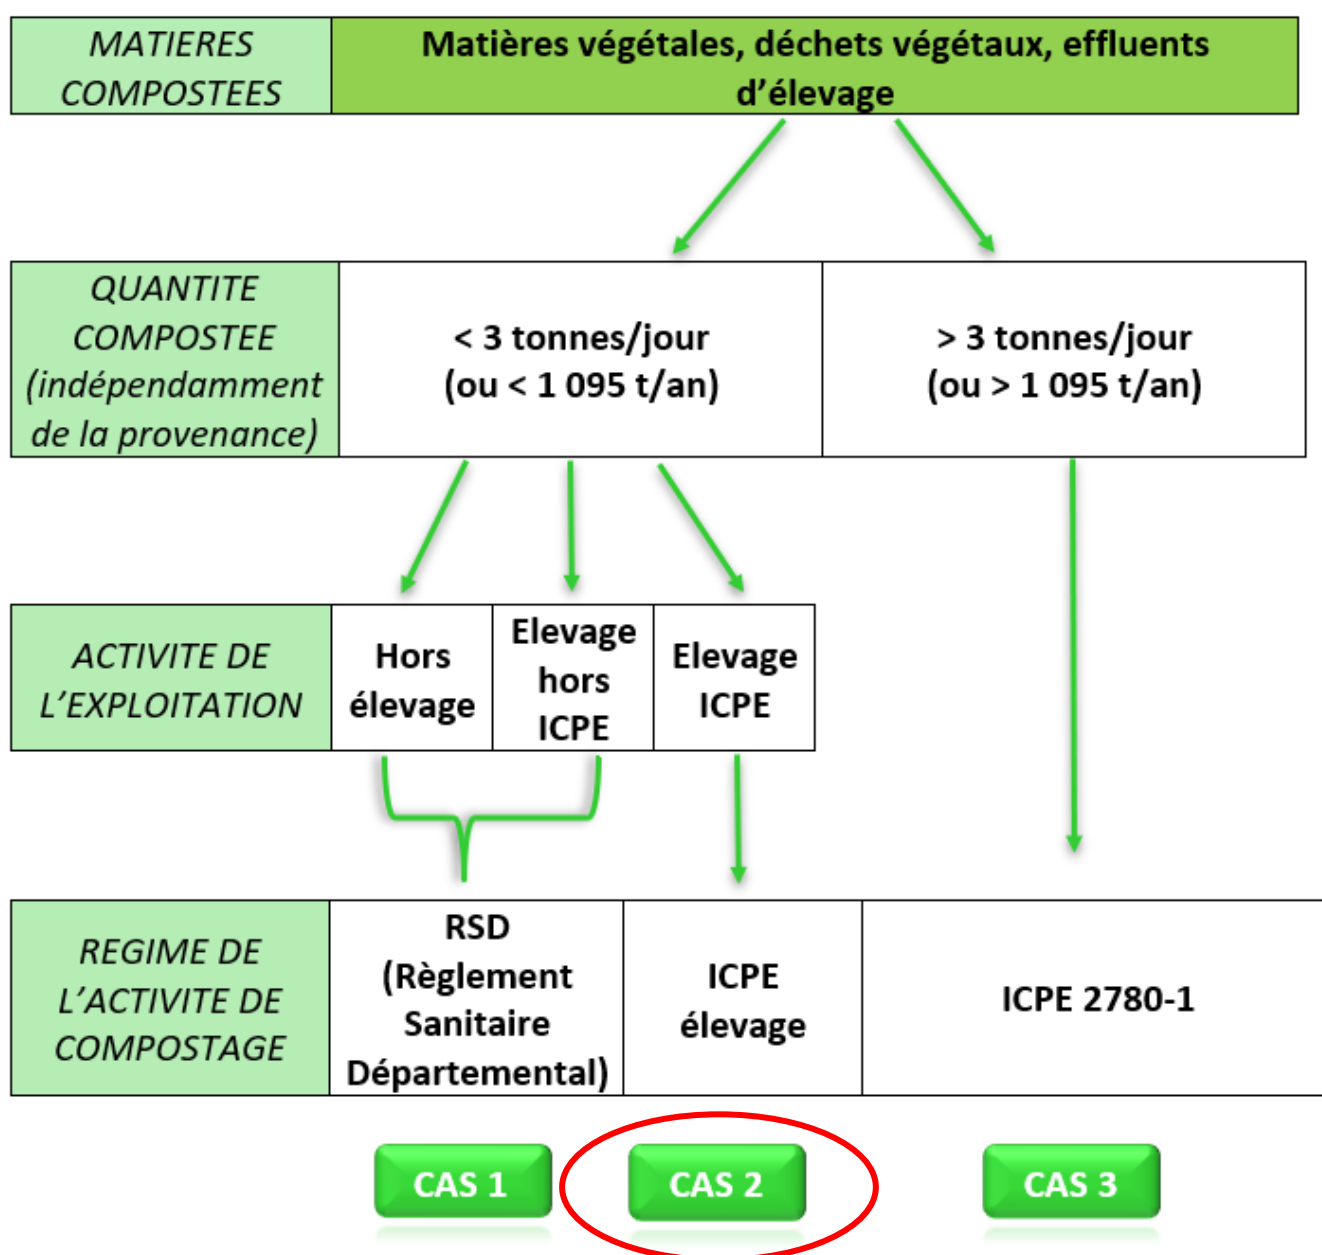 MATIERES
COMPOSTEES
Matières végétales, déchets végétaux, effluents
d’élevage
QUANTITE
COMPOSTEE
(indépendamment
de la provenance)
< 3 tonnes/jour
(ou < 1 095 t/an)
> 3 tonnes/jour
(ou > 1 095 t/an)
ACTIVITE DE
L’EXPLOITATION
Hors
élevage
Elevage
hors
ICPE
Elevage
ICPE
REGIME DE
L’ACTIVITE DE
COMPOSTAGE
RSD
(Règlement
Sanitaire
Départemental)
ICPE
élevage
ICPE 2780-1
CAS 1
CAS 2
CAS 3